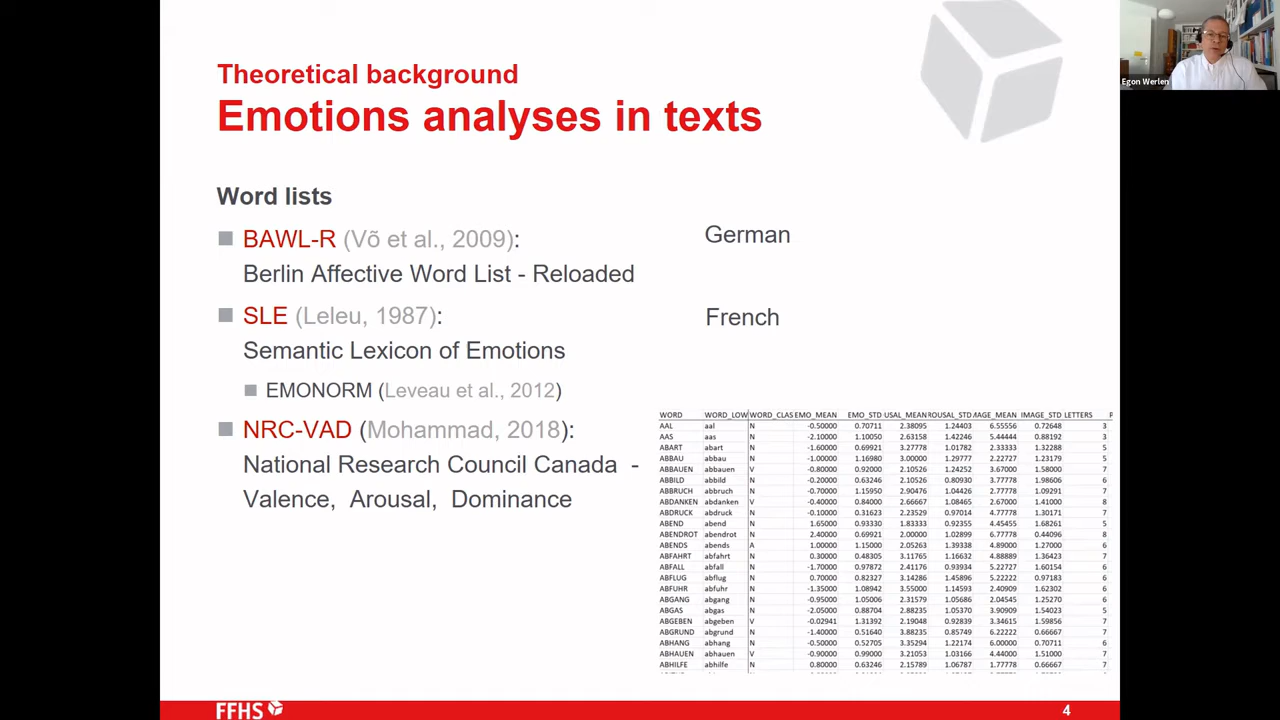 Theoretical background
Emotions analyses in texts
Egon Werlen
Word lists
BAWL-R (Võ et al., 2009):
Berlin Affective Word List - Reloaded
German
SLE (Leleu, 1987):
Semantic Lexicon of Emotions
French
EMONORM (Leveau et al., 2012)
NRC-VAD (Mohammad, 2018):
National Research Council Canada -
Valence, Arousal, Dominance
WORD WORD_LOW WORD_CLAS EMO_MEAN EMO_STD USAL_MEAN ROUSAL_STD MAGE_MEAN IMAGE_STD LETTERS P
AAL aal N -0.50000 0.70711 2.38095 1.24403 6.55556 0.72648 3
AAS aas N -2.10000 1.10050 2.63158 1.42246 5.44444 0.88192 3
ABART abart N -1.60000 0.69921 3.27778 1.01782 2.33333 1.32288 5
ABBAU abbau N -1.00000 1.16980 3.00000 1.29777 2.22727 1.23179 5
ABBAUEN abbauen V -0.80000 0.92000 2.10526 1.24252 3.67000 1.58000 7
ABBILD abbild N -0.20000 0.63246 2.10526 0.80930 3.77778 1.98606 6
ABBRUCH abbruch N -0.70000 1.15950 2.90476 1.04426 2.77778 1.09291 7
ABDANKEN abdanken V -0.40000 0.84000 2.66667 1.08465 2.67000 1.41000 8
ABDRUCK abdruck N -0.10000 0.31623 2.23529 0.97014 4.77778 1.30171 7
ABEND abend N 1.65000 0.93330 1.83333 0.92355 4.45455 1.68261 5
ABENDROT abendrot N 2.40000 0.69921 2.00000 1.02899 6.77778 0.44096 8
ABENDS abends A 1.00000 1.15000 2.05263 1.39338 4.89000 1.27000 6
ABFAHRT abfahrt N 0.30000 0.48305 3.11765 1.16632 4.88889 1.36423 7
ABFALL abfall N -1.70000 0.97872 2.41176 0.93934 5.22727 1.60154 6
ABFLUG abflug N 0.70000 0.82327 3.14286 1.45896 5.22222 0.97183 6
ABFUHR abfuhr N -1.35000 1.08942 3.55000 1.14593 2.40909 1.62302 6
ABGANG abgang N -0.95000 1.05006 2.31579 1.05686 2.04545 1.25270 6
ABGAS abgas N -2.05000 0.88704 2.88235 1.05370 3.90909 1.54023 5
ABGEBEN abgeben V -0.02941 1.31392 2.19048 0.92839 3.34615 1.59856 7
ABGRUND abgrund N -1.40000 0.51640 3.88235 0.85749 6.22222 0.66667 7
ABHANG abhang N -0.50000 0.52705 3.35294 1.22174 6.00000 0.70711 6
ABHAUEN abhauen V -0.90000 0.99000 3.21053 1.03166 4.44000 1.51000 7
ABHILFE abhilfe N 0.80000 0.63246 2.15789 1.06787 1.77778 0.66667 7
FFHS
4